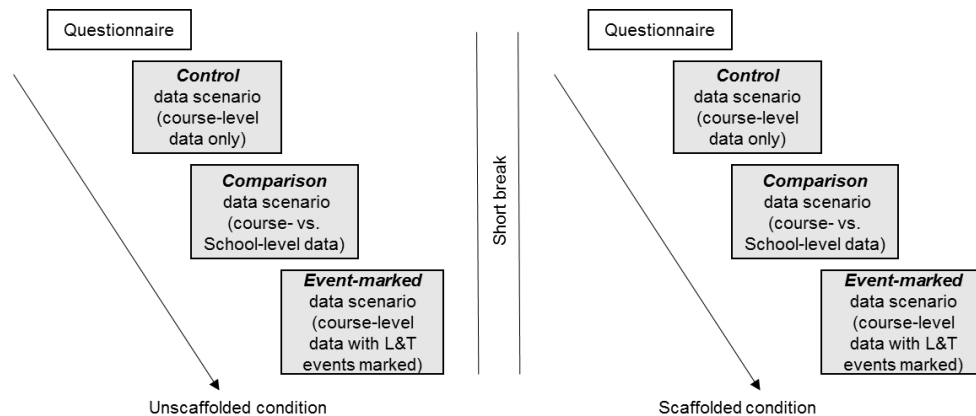 Questionnaire
Control
data scenario
(course-level
data only)
Comparison
data scenario
(course- vs.
School-level data)
Event-marked
data scenario
(course-level
data with L&T
events marked)
Unscaffolded condition
Short break
Questionnaire
Control
data scenario
(course-level
data only)
Comparison
data scenario
(course- vs.
School-level data)
Event-marked
data scenario
(course-level
data with L&T
events marked)
Scaffolded condition